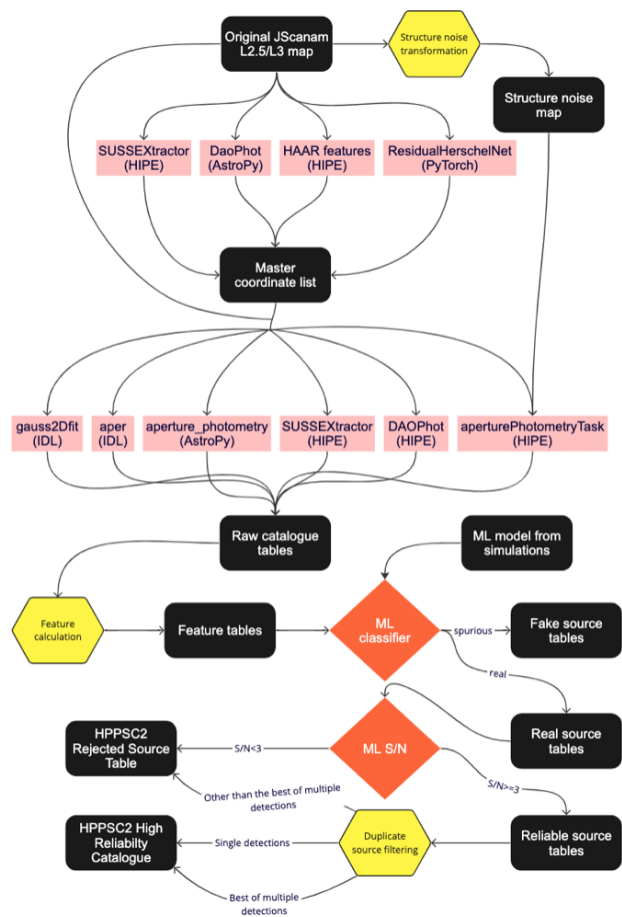 Original JScanam
L2.5/L3 map
Structure noise
transformation
Structure noise
map
SUSSEXtractor
(HIPE)
DaoPhot
(AstroPy)
HAAR features
(HIPE)
ResidualHerschelNet
(PyTorch)
Master
coordinate list
gauss2Dfit
(IDL)
aper
(IDL)
aperture_photometry
(AstroPy)
SUSSEXtractor
(HIPE)
DAOPhot
(HIPE)
aperturePhotometryTask
(HIPE)
Raw catalogue
tables
ML model from
simulations
Feature
calculation
Feature tables
ML
classifier
spurious
Fake source
tables
real
Real source
tables
HPPSC2
Rejected Source
Table
S/N<3
ML S/N
S/N>=3
Other than the best of multiple
detections
HPPSC2 High
Reliabilty
Catalogue
Single detections
Duplicate
source filtering
Reliable source
tables
Best of multiple
detections